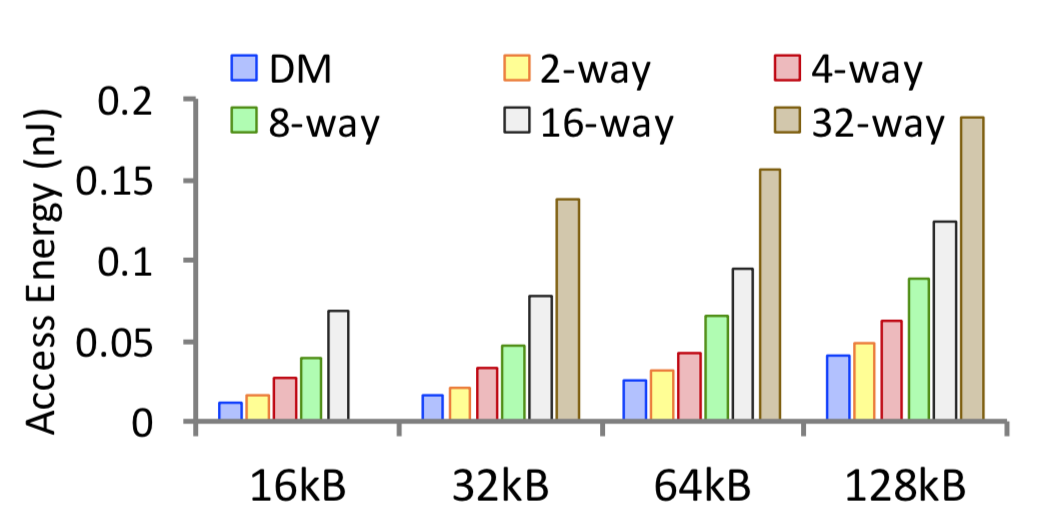 DM 2-way 4-way
8-way 16-way 32-way
Access Energy (nJ)
0.2
0.15
0.1
0.05
0
16kB 32kB 64kB 128kB